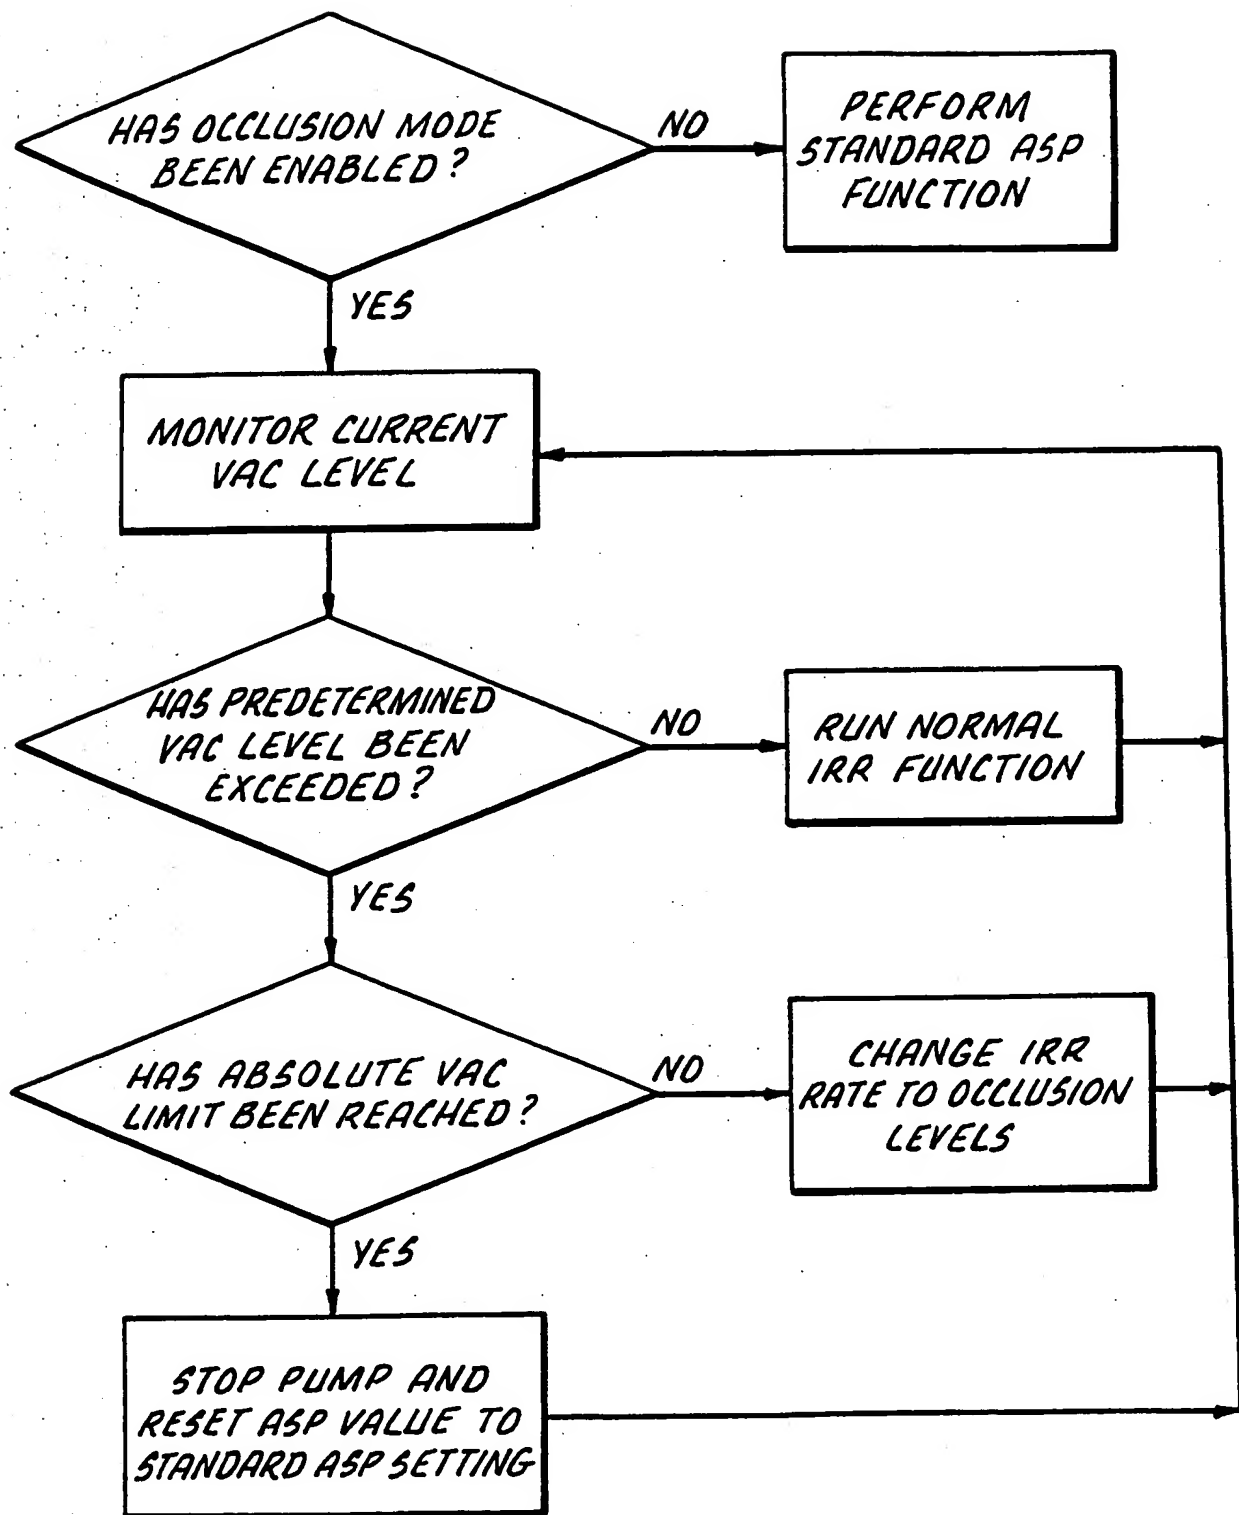 HAS OCCLUSION MODE
BEEN ENABLED?
NO
PERFORM
STANDARD ASP
FUNCTION
YES
MONITOR CURRENT
VAC LEVEL
HAS PREDETERMINED
VAC LEVEL BEEN
EXCEEDED?
NO
RUN NORMAL
IRR FUNCTION
YES
HAS ABSOLUTE VAC
LIMIT BEEN REACHED?
NO
CHANGE IRR
RATE TO OCCLUSION
LEVELS
YES
STOP PUMP AND
RESET ASP VALUE TO
STANDARD ASP SETTING